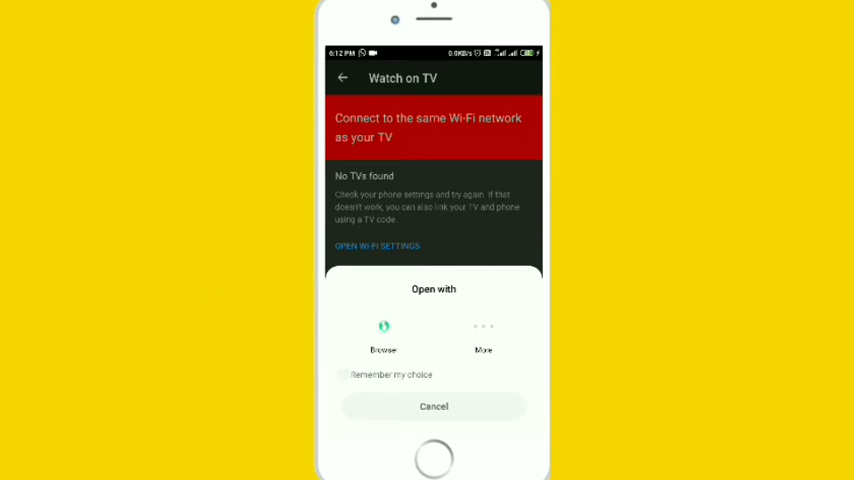 6:12 PM
0.0KB/s
Watch on TV
Connect to the same Wi-Fi network
as your TV
No TVs found
Check your phone settings and try again. If that
doesn't work, you can also link your TV and phone
using a TV code.
OPEN WI-FI SETTINGS
Open with
Browser
More
Remember my choice
Cancel